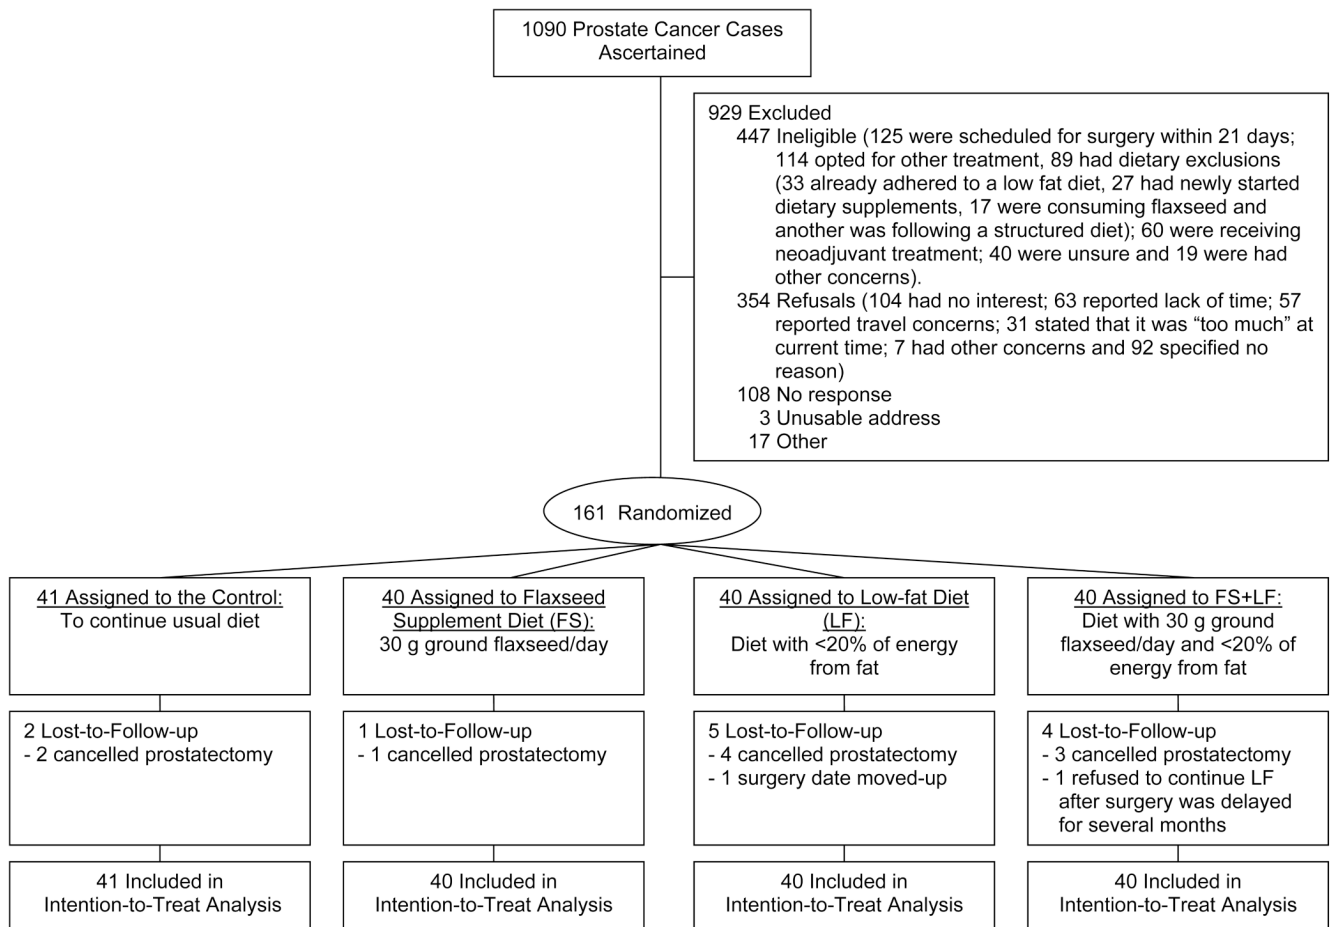 1090 Prostate Cancer Cases
Ascertained
929 Excluded
447 Ineligible (125 were scheduled for surgery within 21 days;
114 opted for other treatment, 89 had dietary exclusions
(33 already adhered to a low fat diet, 27 had newly started
dietary supplements, 17 were consuming flaxseed and
another was following a structured diet); 60 were receiving
neoadjuvant treatment; 40 were unsure and 19 were had
other concerns).
354 Refusals (104 had no interest; 63 reported lack of time; 57
reported travel concerns; 31 stated that it was “too much” at
current time; 7 had other concerns and 92 specified no
reason)
108 No response
3 Unusable address
17 Other
161 Randomized
41 Assigned to the Control:
To continue usual diet
40 Assigned to Flaxseed
Supplement Diet (FS):
30 g ground flaxseed/day
40 Assigned to Low-fat Diet
(LF):
Diet with <20% of energy
from fat
40 Assigned to FS+LF:
Diet with 30 g ground
flaxseed/day and <20% of
energy from fat
2 Lost-to-Follow-up
- 2 cancelled prostatectomy
1 Lost-to-Follow-up
- 1 cancelled prostatectomy
5 Lost-to-Follow-up
- 4 cancelled prostatectomy
- 1 surgery date moved-up
4 Lost-to-Follow-up
- 3 cancelled prostatectomy
- 1 refused to continue LF
after surgery was delayed
for several months
41 Included in
Intention-to-Treat Analysis
40 Included in
Intention-to-Treat Analysis
40 Included in
Intention-to-Treat Analysis
40 Included in
Intention-to-Treat Analysis